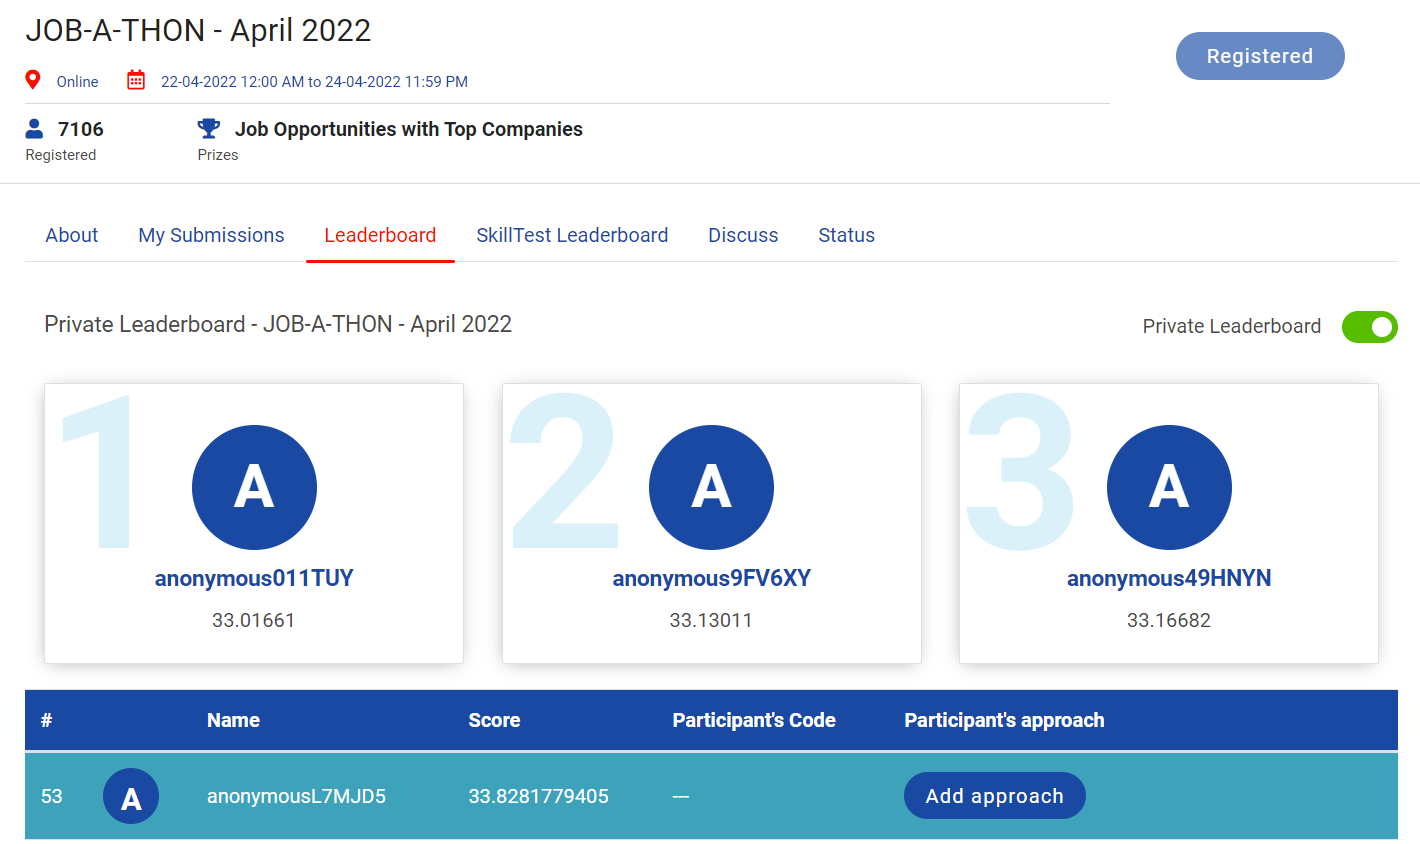 JOB-A-THON - April 2022
Registered
Online 22-04-2022 12:00 AM to 24-04-2022 11:59 PM
7106 Job Opportunities with Top Companies
Registered Prizes
About My Submissions Leaderboard SkillTest Leaderboard Discuss Status
Private Leaderboard - JOB-A-THON - April 2022 Private Leaderboard
1 2 3
A A A
anonymous011TUY anonymous9FV6XY anonymous49HNYN
33.01661 33.13011 33.16682
# Name Score Participant's Code Participant's approach
53 A anonymousL7MJD5 33.8281779405 --- Add approach